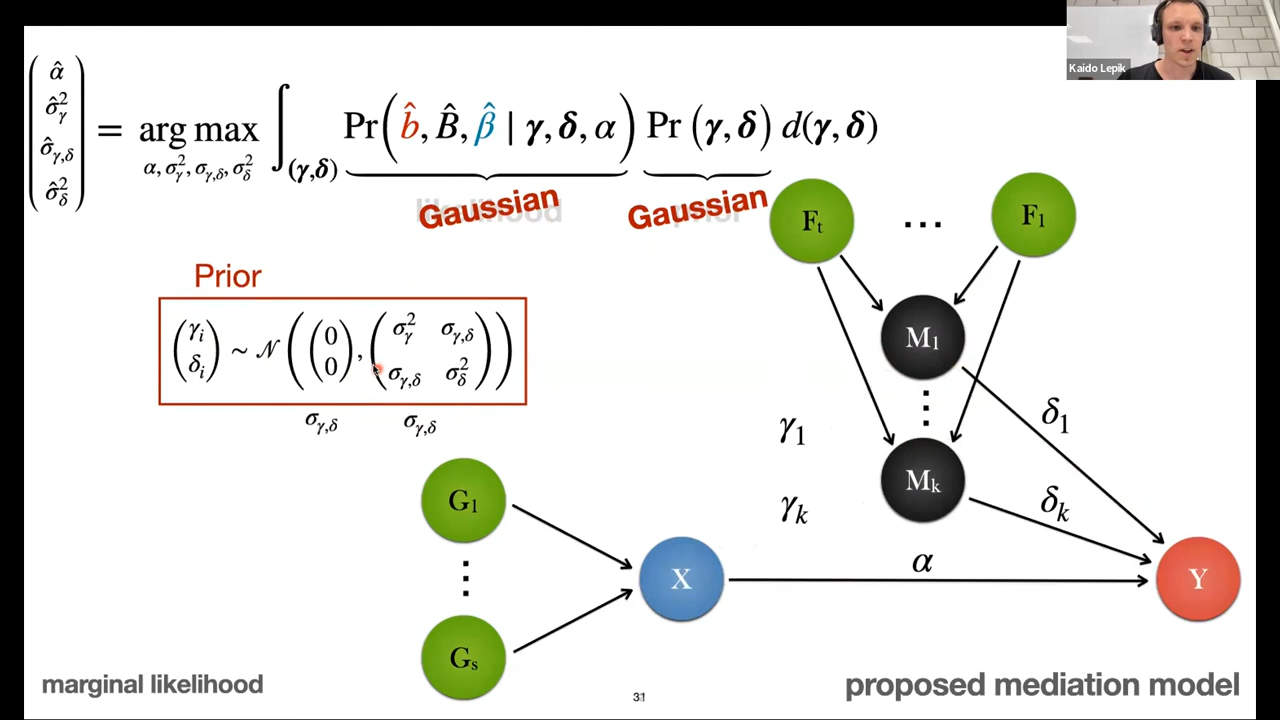 Kaido Lepik
(α̂ σ̂²_γ σ̂_γ,δ σ̂²_δ) = arg max_{α, σ²_γ, σ_γ,δ, σ²_δ} ∫_(γ,δ) Pr(b̂, B̂, β̂ | γ, δ, α) Pr (γ, δ) d(γ, δ)
Gaussian Gaussian
Prior
(γ_i δ_i) ~ 𝒩((0 0), (σ²_γ σ_γ,δ σ_γ,δ σ²_δ))
σ_γ,δ σ_γ,δ
F_t ... F_1
M_1
γ_1 δ_1
M_k
γ_k δ_k
G_1
α
X Y
G_s
marginal likelihood
31
proposed mediation model